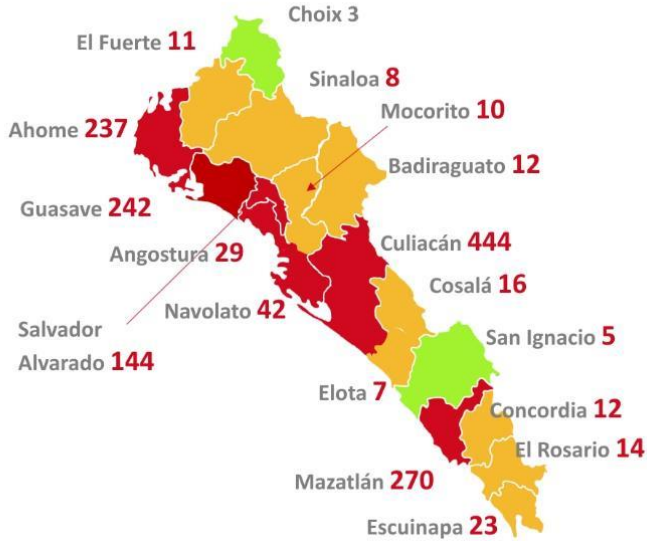 Choix 3
El Fuerte 11
Sinaloa 8
Mocorito 10
Ahome 237
Badiraguato 12
Guasave 242
Culiacán 444
Angostura 29
Cosalá 16
Navolato 42
Salvador
Alvarado 144
San Ignacio 5
Elota 7
Concordia 12
El Rosario 14
Mazatlán 270
Escuinapa 23